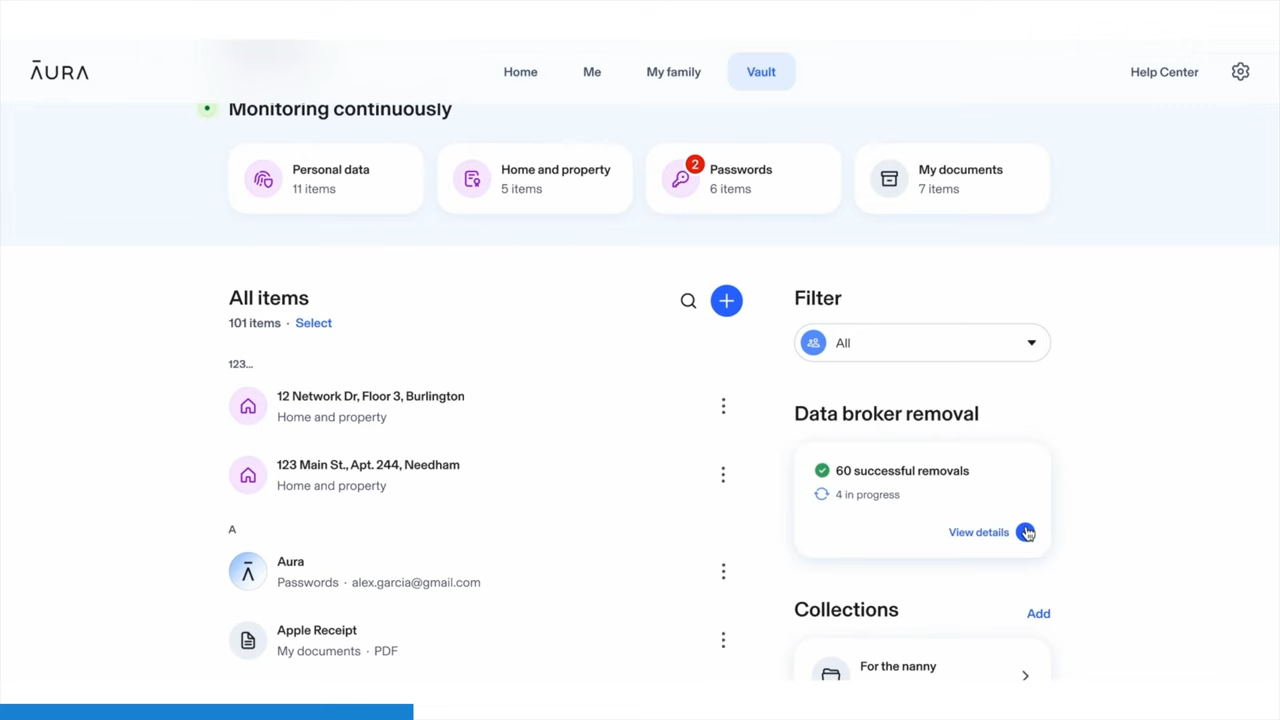 ĀURA
Home
Me
My family
Vault
Help Center
Monitoring continuously
Personal data
11 items
Home and property
5 items
2
Passwords
6 items
My documents
7 items
All items
101 items · Select
Filter
All
123...
12 Network Dr, Floor 3, Burlington
Home and property
123 Main St., Apt. 244, Needham
Home and property
Data broker removal
60 successful removals
4 in progress
View details
A
Ā
Aura
Passwords · alex.garcia@gmail.com
Apple Receipt
My documents · PDF
Collections
Add
For the nanny